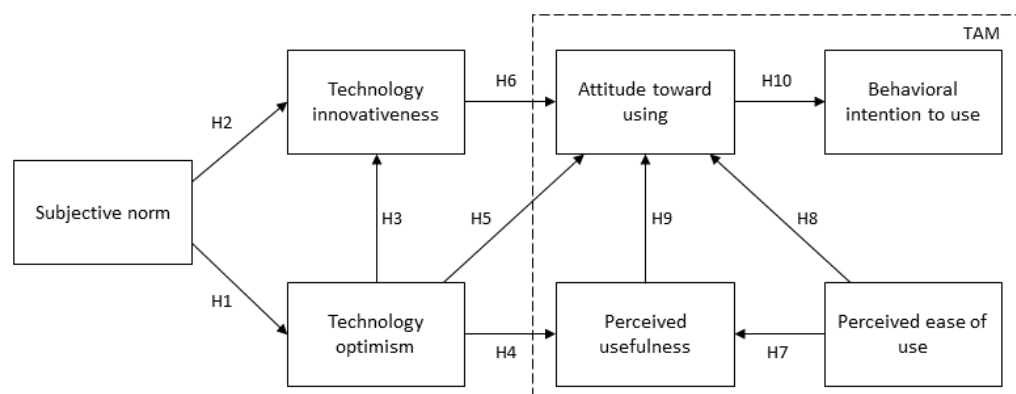 TAM
Technology
innovativeness
H6
Attitude toward
using
H10
Behavioral
intention to use
H2
Subjective norm
H3
H5
H9
H8
H1
Technology
optimism
H4
Perceived
usefulness
H7
Perceived ease of
use